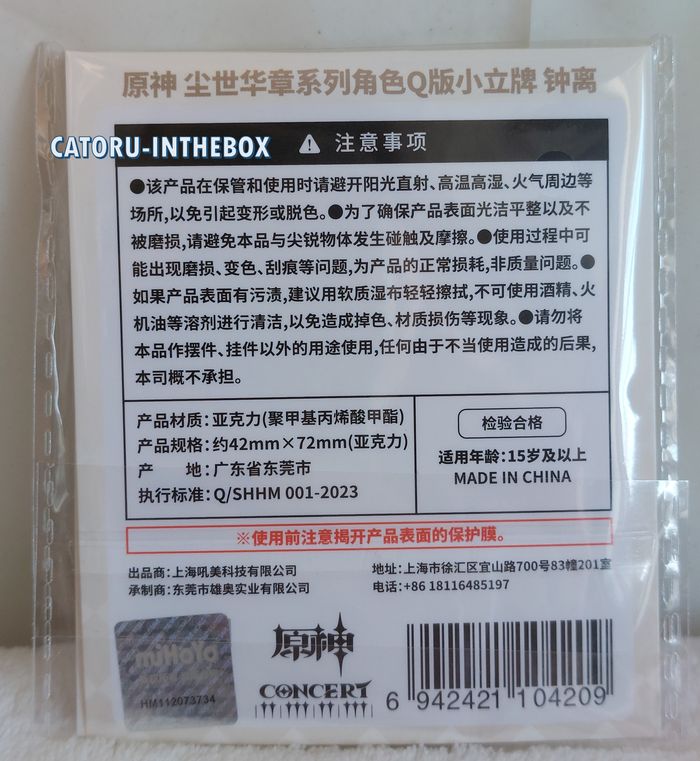 原神 尘世华章系列角色Q版小立牌 钟离
CATORU-INTHEBOX
注意事项
●该产品在保管和使用时请避开阳光直射、高温高湿、火气周边等
场所,以免引起变形或脱色。●为了确保产品表面光洁平整以及不
被磨损,请避免本品与尖锐物体发生碰触及摩擦。●使用过程中可
能出现磨损、变色、刮痕等问题,为产品的正常损耗,非质量问题。●
如果产品表面有污渍,建议用软质湿布轻轻擦拭,不可使用酒精、火
机油等溶剂进行清洁,以免造成掉色、材质损伤等现象。●请勿将
本品作摆件、挂件以外的用途使用,任何由于不当使用造成的后果,
本司概不承担。
产品材质:亚克力(聚甲基丙烯酸甲酯)
产品规格:约42mm×72mm(亚克力)
产 地:广东省东莞市
执行标准:Q/SHHM 001-2023
检验合格
适用年龄:15岁及以上
MADE IN CHINA
※使用前注意揭开产品表面的保护膜。
出品商:上海吼美科技有限公司
承制商:东莞市雄奥实业有限公司
地址:上海市徐汇区宜山路700号83幢201室
电话:+86 18116485197
miHoYo
HM112073734
原神
CONCERT
6 942421 104209